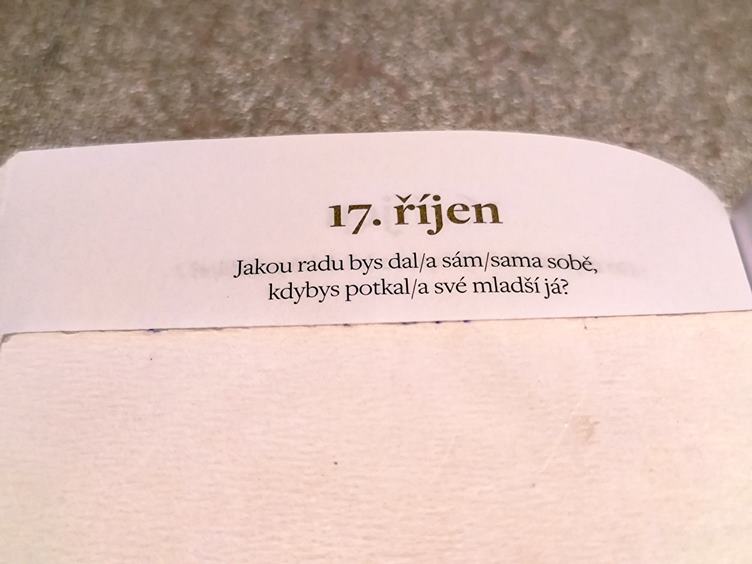 17. říjen
Jakou radu bys dal/a sám/sama sobě,
kdybys potkal/a své mladší já?